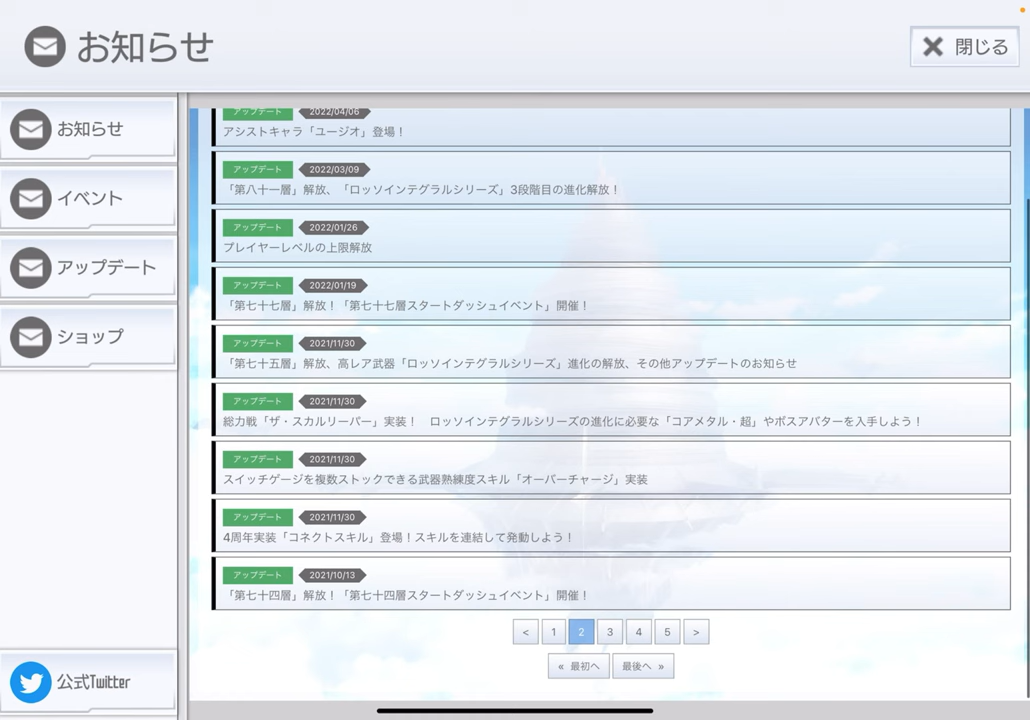 お知らせ
閉じる
お知らせ
イベント
アップデート
ショップ
公式Twitter
アップデート 2022/04/06
アシストキャラ「ユージオ」登場！
アップデート 2022/03/09
「第八十一層」解放、「ロッソインテグラルシリーズ」3段階目の進化解放！
アップデート 2022/01/26
プレイヤーレベルの上限解放
アップデート 2022/01/19
「第七十七層」解放！「第七十七層スタートダッシュイベント」開催！
アップデート 2021/11/30
「第七十五層」解放、高レア武器「ロッソインテグラルシリーズ」進化の解放、その他アップデートのお知らせ
アップデート 2021/11/30
総力戦「ザ・スカルリーパー」実装！　ロッソインテグラルシリーズの進化に必要な「コアメタル・超」やボスアバターを入手しよう！
アップデート 2021/11/30
スイッチゲージを複数ストックできる武器熟練度スキル「オーバーチャージ」実装
アップデート 2021/11/30
4周年実装「コネクトスキル」登場！スキルを連結して発動しよう！
アップデート 2021/10/13
「第七十四層」解放！「第七十四層スタートダッシュイベント」開催！
< 1 2 3 4 5 >
« 最初へ 最後へ »